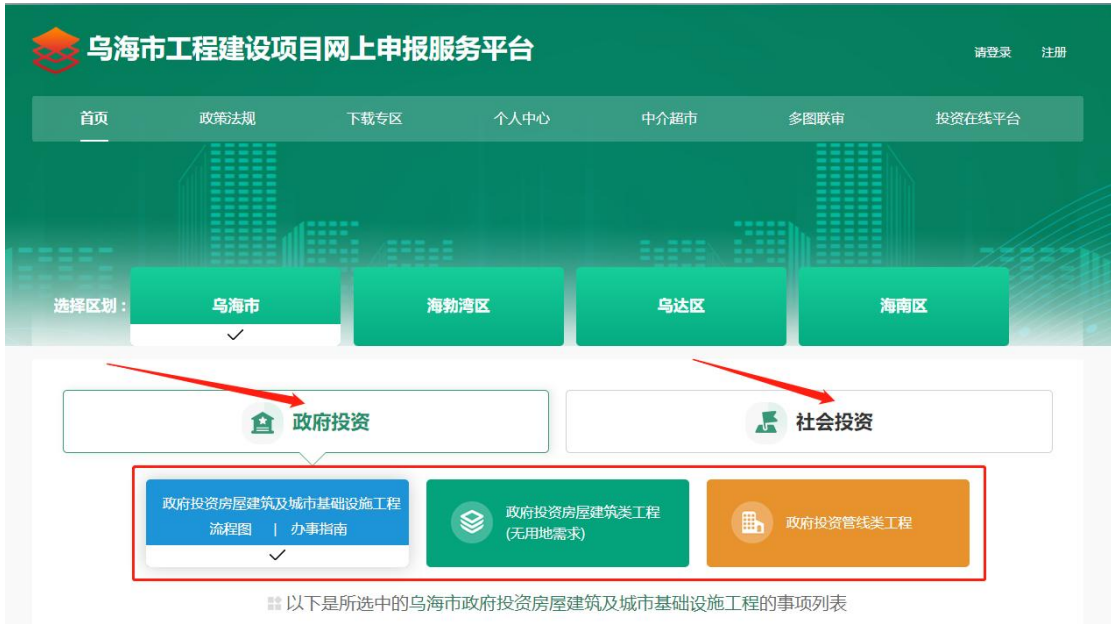 乌海市工程建设项目网上申报服务平台
请登录 注册
首页 政策法规 下载专区 个人中心 中介超市 多图联审 投资在线平台
选择区划： 乌海市 海勃湾区 乌达区 海南区
政府投资 社会投资
政府投资房屋建筑及城市基础设施工程
流程图 | 办事指南
政府投资房屋建筑类工程
(无用地需求)
政府投资管线类工程
以下是所选中的乌海市政府投资房屋建筑及城市基础设施工程的事项列表